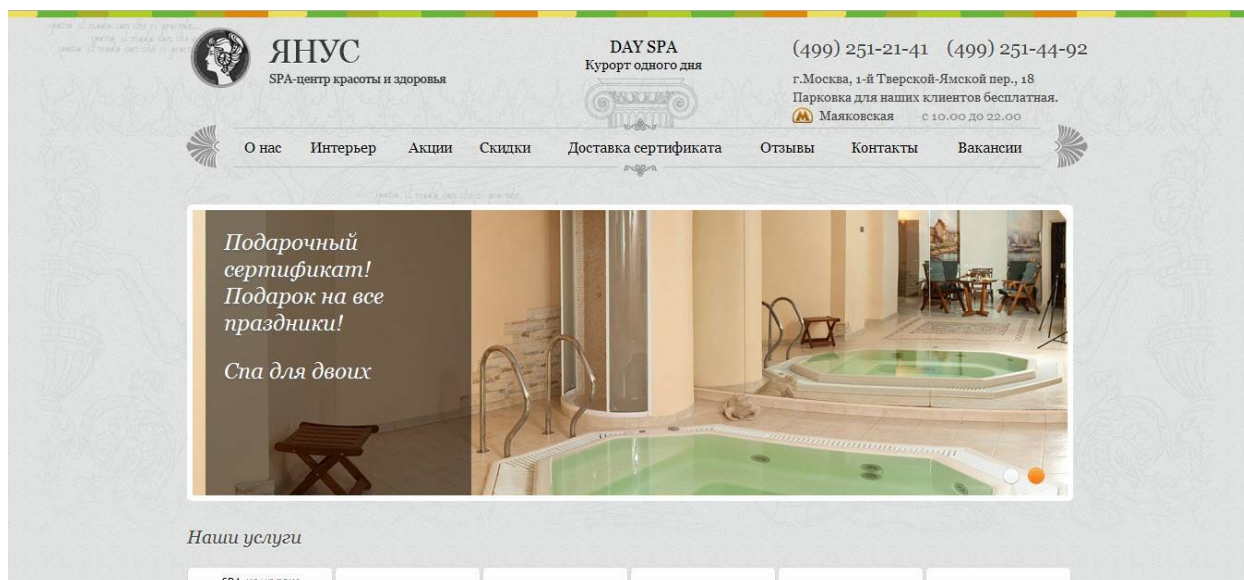 ЯНУС
SPA-центр красоты и здоровья
DAY SPA
Курорт одного дня
(499) 251-21-41 (499) 251-44-92
г.Москва, 1-й Тверской-Ямской пер., 18
Парковка для наших клиентов бесплатная.
М Маяковская с 10.00 до 22.00
О нас Интерьер Акции Скидки Доставка сертификата Отзывы Контакты Вакансии
Подарочный
сертификат!
Подарок на все
праздники!
Спа для двоих
Наши услуги